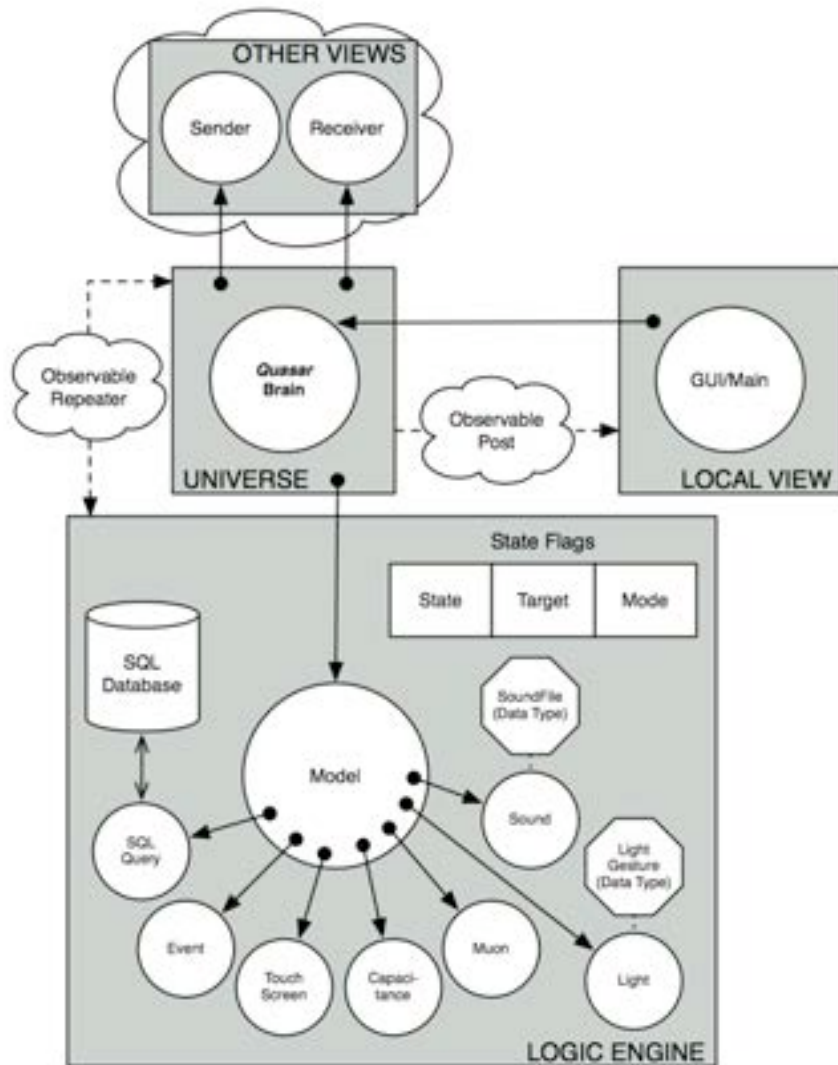 OTHER VIEWS
Sender
Receiver
Observable
Repeater
Quasar
Brain
UNIVERSE
Observable
Post
GUI/Main
LOCAL VIEW
State Flags
State
Target
Mode
SQL
Database
SoundFile
(Data Type)
Model
Sound
SQL
Query
Light
Gesture
(Data Type)
Event
Touch
Screen
Capaci-
tance
Muon
Light
LOGIC ENGINE